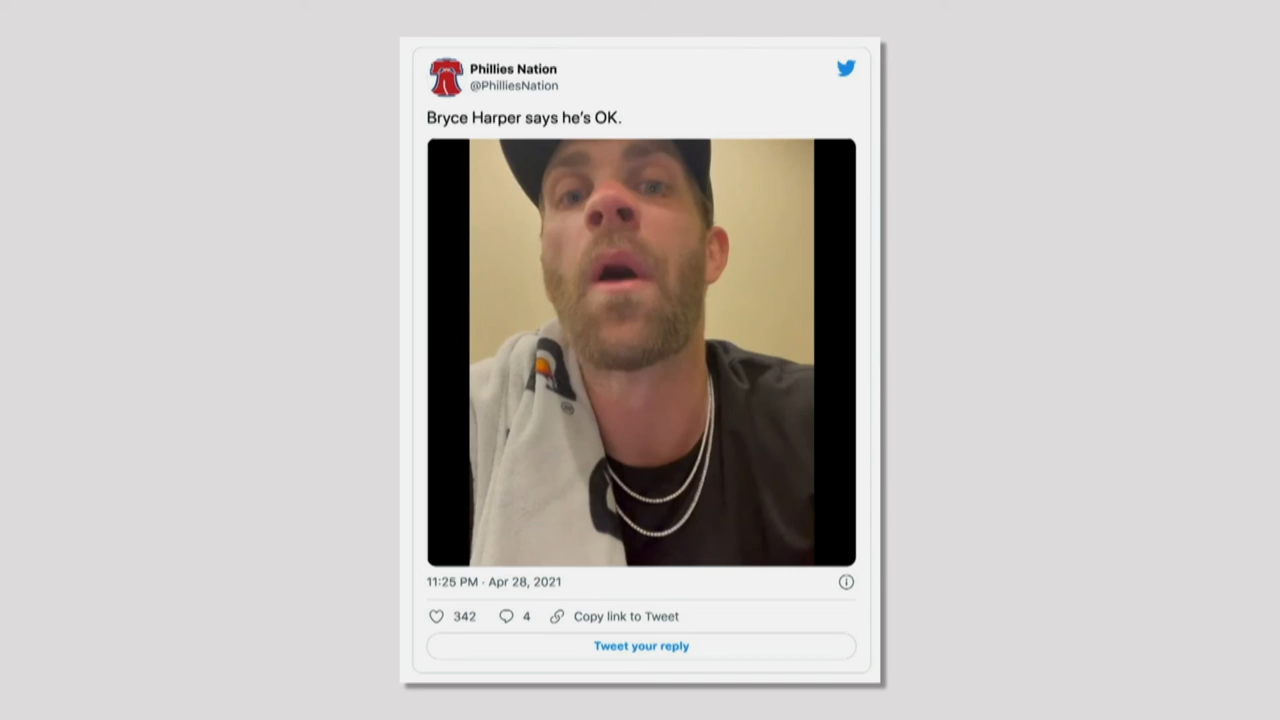 Phillies Nation
@PhilliesNation
Bryce Harper says he's OK.
11:25 PM · Apr 28, 2021
342 4 Copy link to Tweet
Tweet your reply